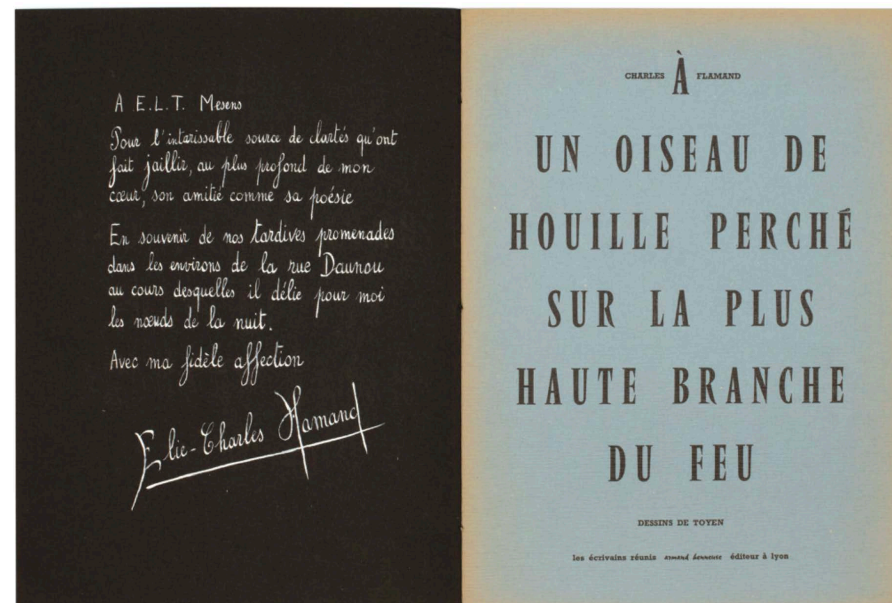 A E.L.T. Mesens
Pour l'intarissable source de clartés qu'ont
fait jaillir, au plus profond de mon
cœur, son amitié comme sa poésie
En souvenir de nos tardives promenades
dans les environs de la rue Daunou
au cours desquelles il délie pour moi
les nœuds de la nuit.
Avec ma fidèle affection
Elie-Charles Flamand
CHARLES À FLAMAND
UN OISEAU DE
HOUILLE PERCHÉ
SUR LA PLUS
HAUTE BRANCHE
DU FEU
DESSINS DE TOYEN
les écrivains réunis armand henneuse éditeur à lyon